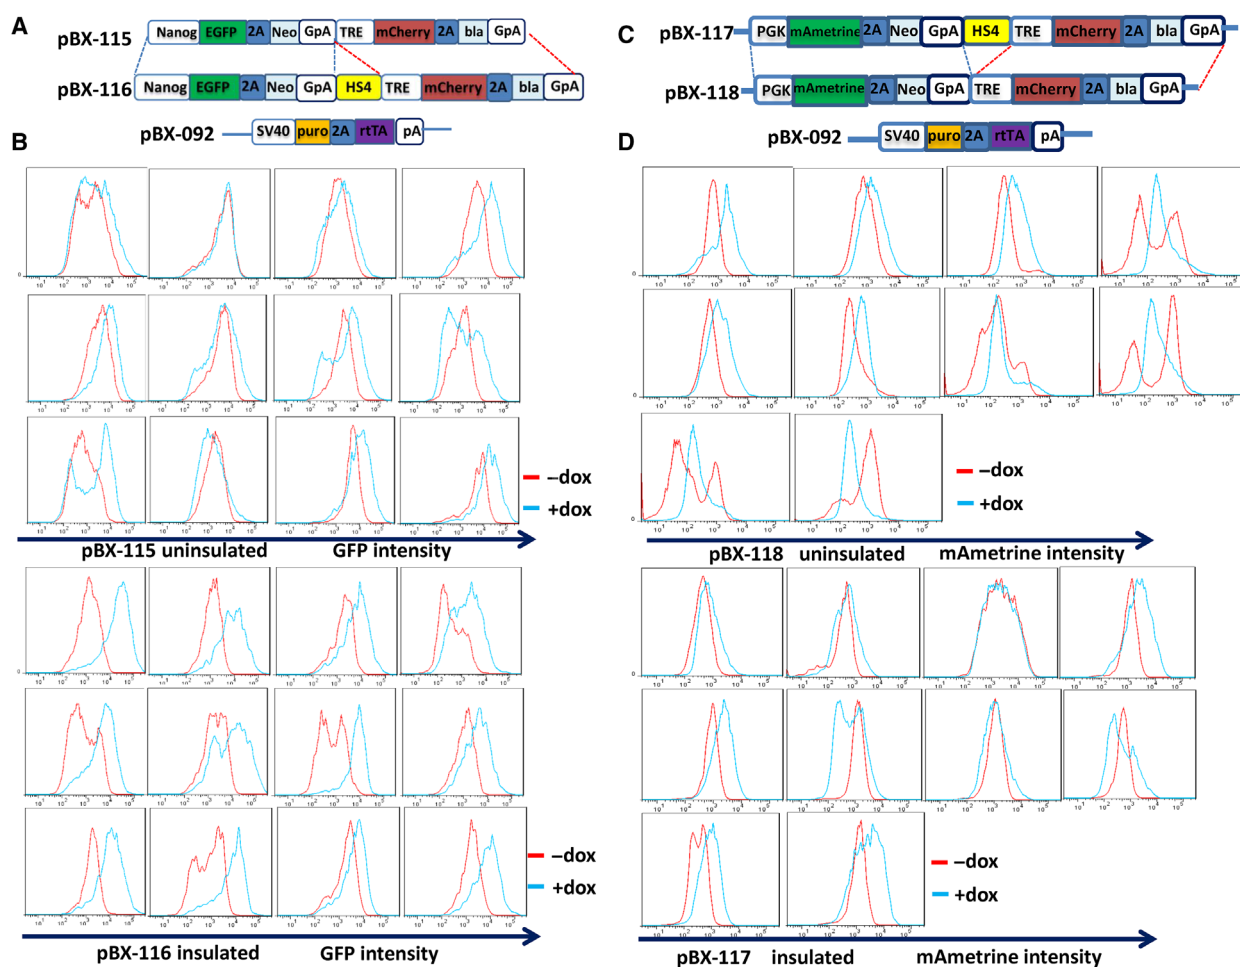 A
pBX-115
Nanog EGFP 2A Neo GpA TRE mCherry 2A bla GpA
pBX-116
Nanog EGFP 2A Neo GpA HS4 TRE mCherry 2A bla GpA
pBX-092
SV40 puro 2A rtTA pA
B
–dox
+dox
pBX-115 uninsulated GFP intensity
–dox
+dox
pBX-116 insulated GFP intensity
C
pBX-117
PGK mAmetrine 2A Neo GpA HS4 TRE mCherry 2A bla GpA
pBX-118
PGK mAmetrine 2A Neo GpA TRE mCherry 2A bla GpA
pBX-092
SV40 puro 2A rtTA pA
D
–dox
+dox
pBX-118 uninsulated mAmetrine intensity
–dox
+dox
pBX-117 insulated mAmetrine intensity